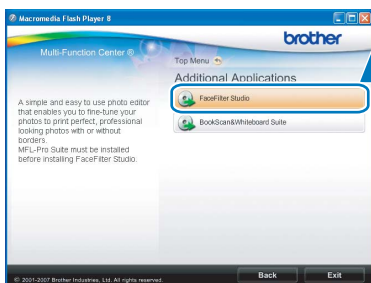 Macromedia Flash Player 8
brother
Multi-Function Center ®
Top Menu
Additional Applications
FaceFilter Studio
BookScan&Whiteboard Suite
A simple and easy to use photo editor
that enables you to fine-tune your
photos to print perfect, professional
looking photos with or without
borders.
MFL-Pro Suite must be installed
before installing FaceFilter Studio.
© 2001-2007 Brother Industries, Ltd. All rights reserved.
Back
Exit